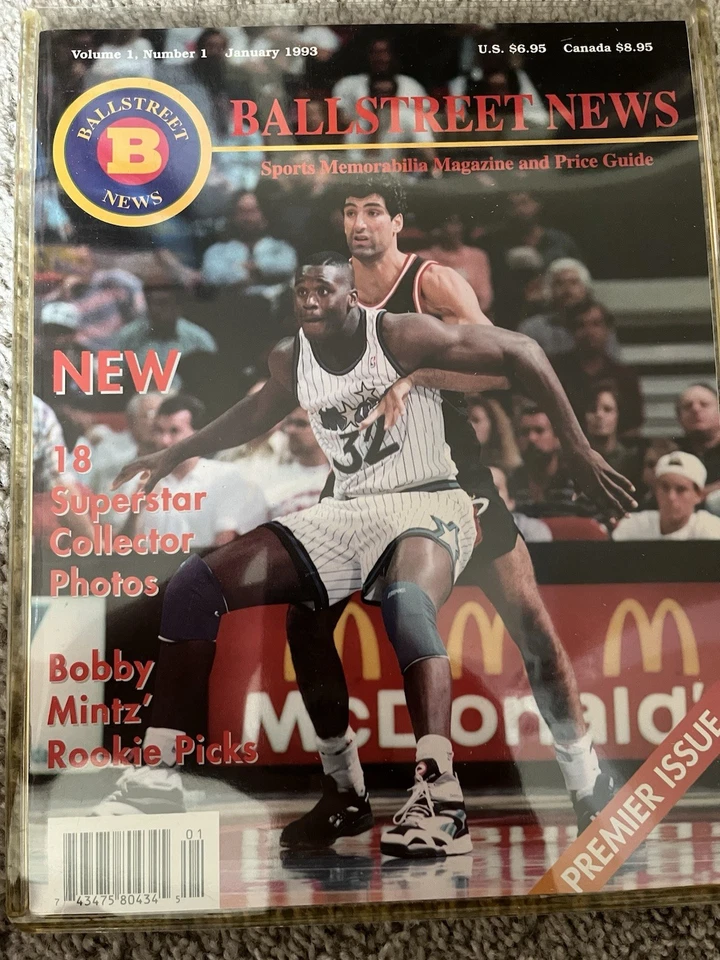 Volume 1, Number 1 January 1993
U.S. $6.95 Canada $8.95
BALLSTREET
B
NEWS
BALLSTREET NEWS
Sports Memorabilia Magazine and Price Guide
NEW
18
Superstar
Collector
Photos
Bobby
Mintz'
Rookie Picks
32
McDonald's
PREMIER ISSUE
01
7 43475 80434 5